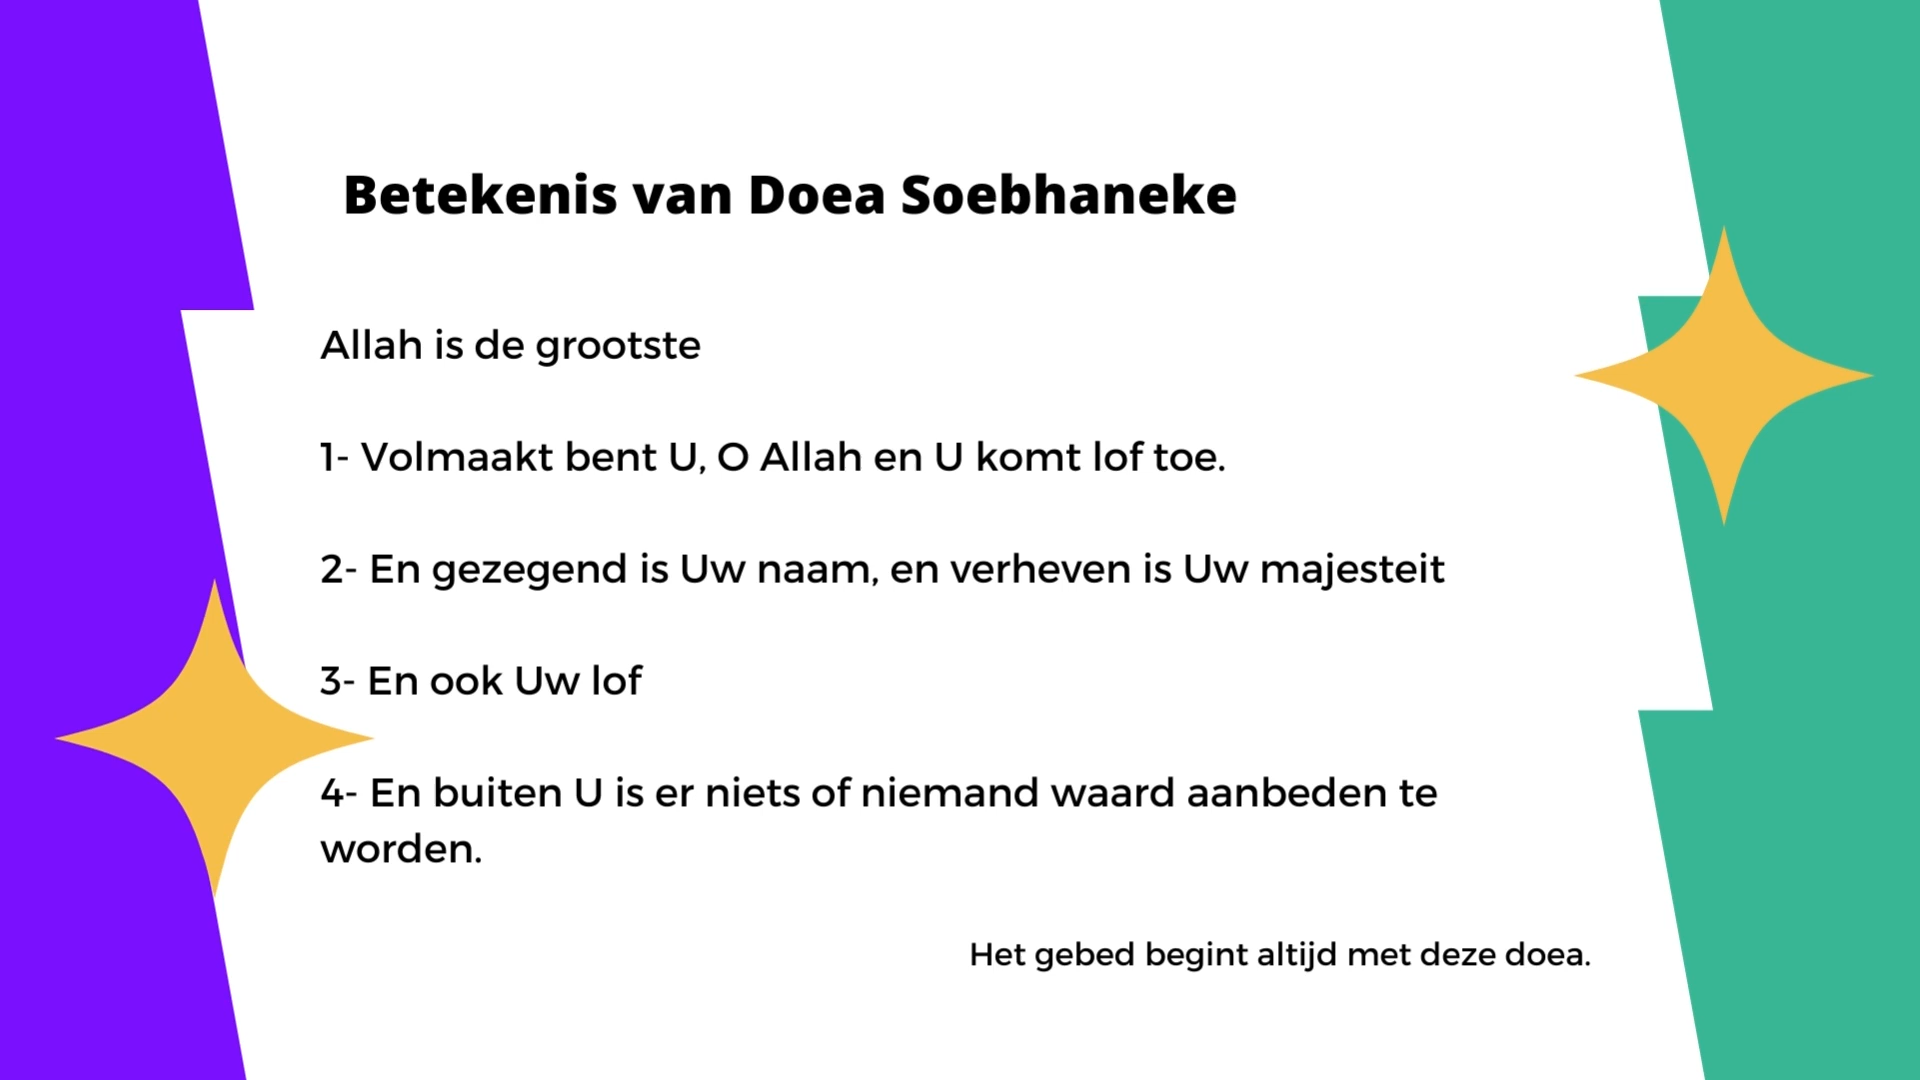 Betekenis van Doea Soebhaneke
Allah is de grootste
1- Volmaakt bent U, O Allah en U komt lof toe.
2- En gezegend is Uw naam, en verheven is Uw majesteit
3- En ook Uw lof
4- En buiten U is er niets of niemand waard aanbeden te
worden.
Het gebed begint altijd met deze doea.